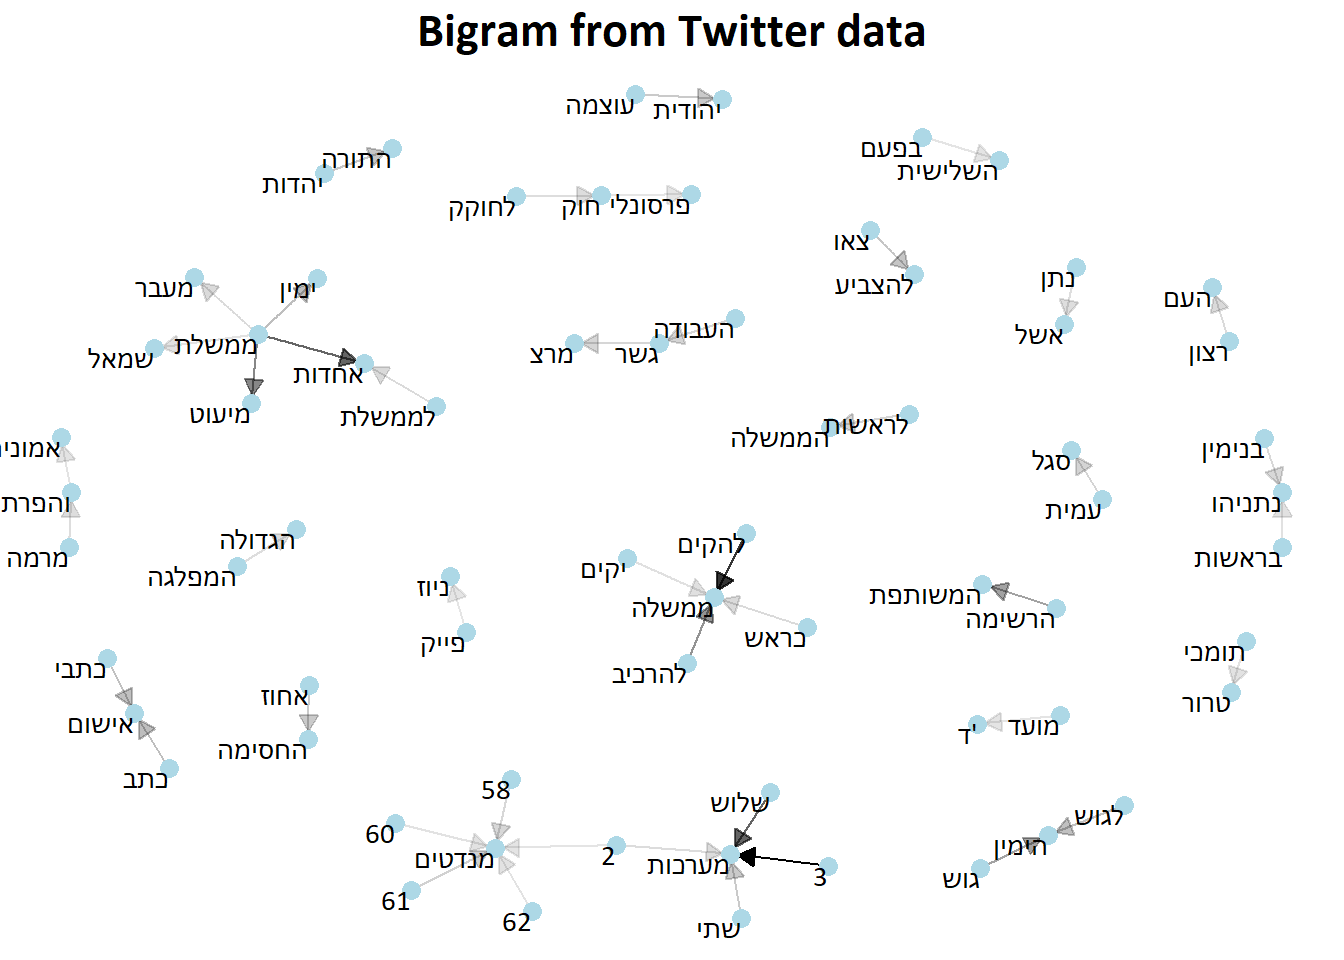 Bigram from Twitter data
עוצמה
יהודית
בפעם
השלישית
התורה
יהדות
לחוקק
חוק
פרסונלי
צאו
להצביע
נתן
אשל
העם
רצון
מעבר
ימין
ממשלת
שמאל
אחדות
מיעוט
לממשלת
העבודה
גשר
מרצ
לראשות
הממשלה
סגל
עמית
בנימין
נתניהו
בראשות
והפרת
מרמה
הגדולה
המפלגה
ניוז
פייק
להקים
יקים
ממשלה
בראש
להרכיב
המשותפת
הרשימה
תומכי
טרור
כתבי
אישום
כתב
אחוז
החסימה
מועד
ד'
58
60
מנדטים
61
62
2
שלוש
מערכות
3
שתי
לגוש
הימין
גוש